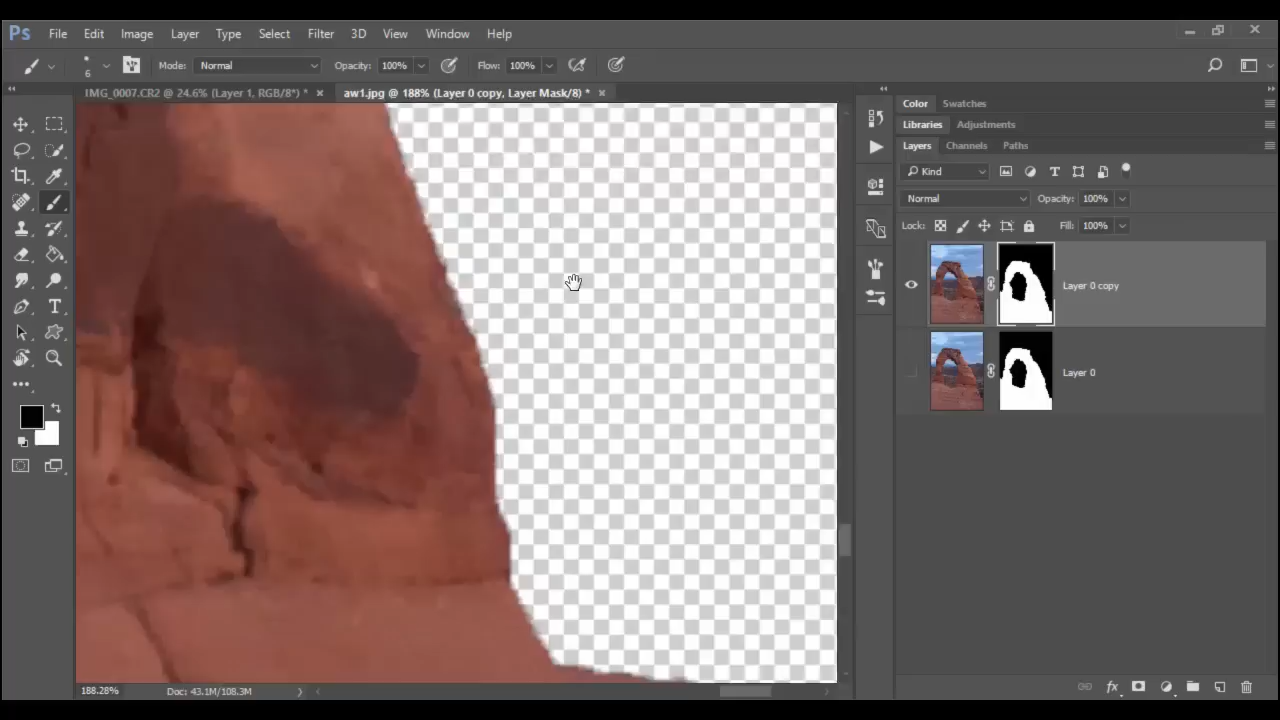 Ps File Edit Image Layer Type Select Filter 3D View Window Help
6 Mode: Normal Opacity: 100% Flow: 100%
IMG_0007.CR2 @ 24.6% (Layer 1, RGB/8*) * × aw1.jpg @ 188% (Layer 0 copy, Layer Mask/8) * ×
Color Swatches
Libraries Adjustments
Layers Channels Paths
Kind
Normal Opacity: 100%
Lock: Fill: 100%
Layer 0 copy
Layer 0
188.28% Doc: 43.1M/108.3M
fx